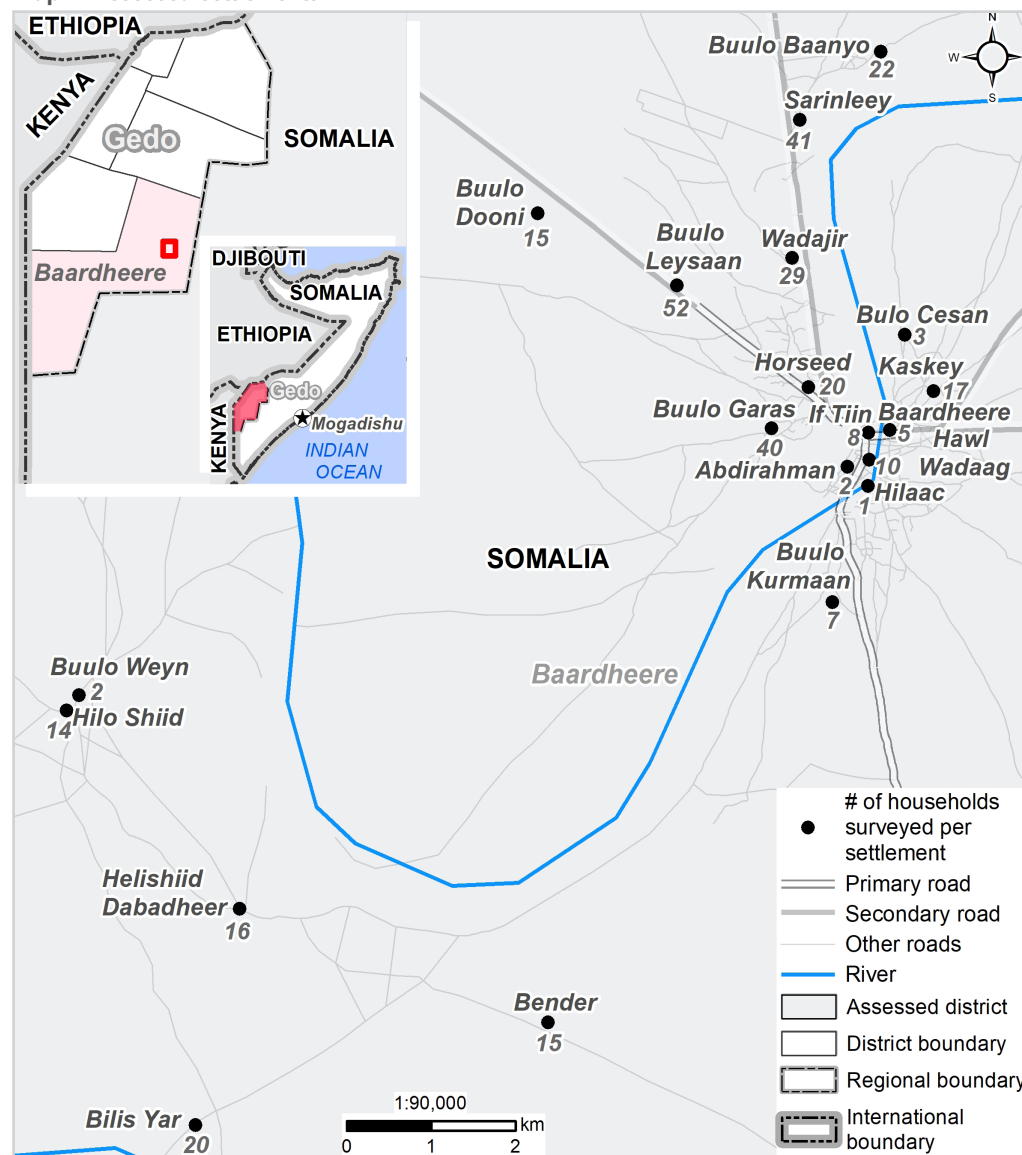 ETHIOPIA
KENYA
Gedo
SOMALIA
Baardheere
DJIBOUTI
SOMALIA
ETHIOPIA
Gedo
KENYA
Mogadishu
INDIAN
OCEAN
N
W
S
Buulo Baanyo
22
Sarinleey
41
Buulo
Dooni
15
Buulo
Leysaan
52
Wadajir
29
Bulo Cesan
3
Horseed
20
Kaskey
17
Buulo Garas
40
If Tiin
8
Baardheere
5
Hawl
Wadaag
10
Abdirahman
2
Hilaac
1
SOMALIA
Buulo
Kurmaan
7
Baardheere
Buulo Weyn
2
Hilo Shiid
14
Helishiid
Dabadheer
16
Bender
15
Bilis Yar
20
1:90,000
km
0 1 2
# of households
surveyed per
settlement
Primary road
Secondary road
Other roads
River
Assessed district
District boundary
Regional boundary
International
boundary